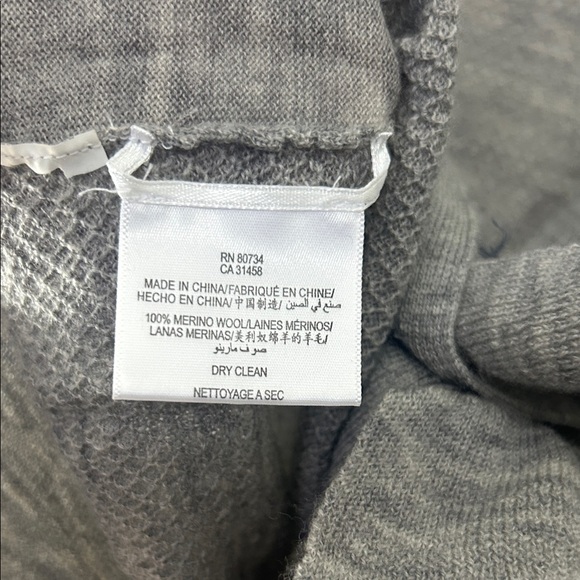 RN 80734
CA 31458
MADE IN CHINA/FABRIQUÉ EN CHINE/
HECHO EN CHINA/中国制造/ صنع في الصين
100% MERINO WOOL/LAINES MÉRINOS/
LANAS MERINAS/美利奴绵羊的羊毛/
صوف مارينو
DRY CLEAN
NETTOYAGE A SEC